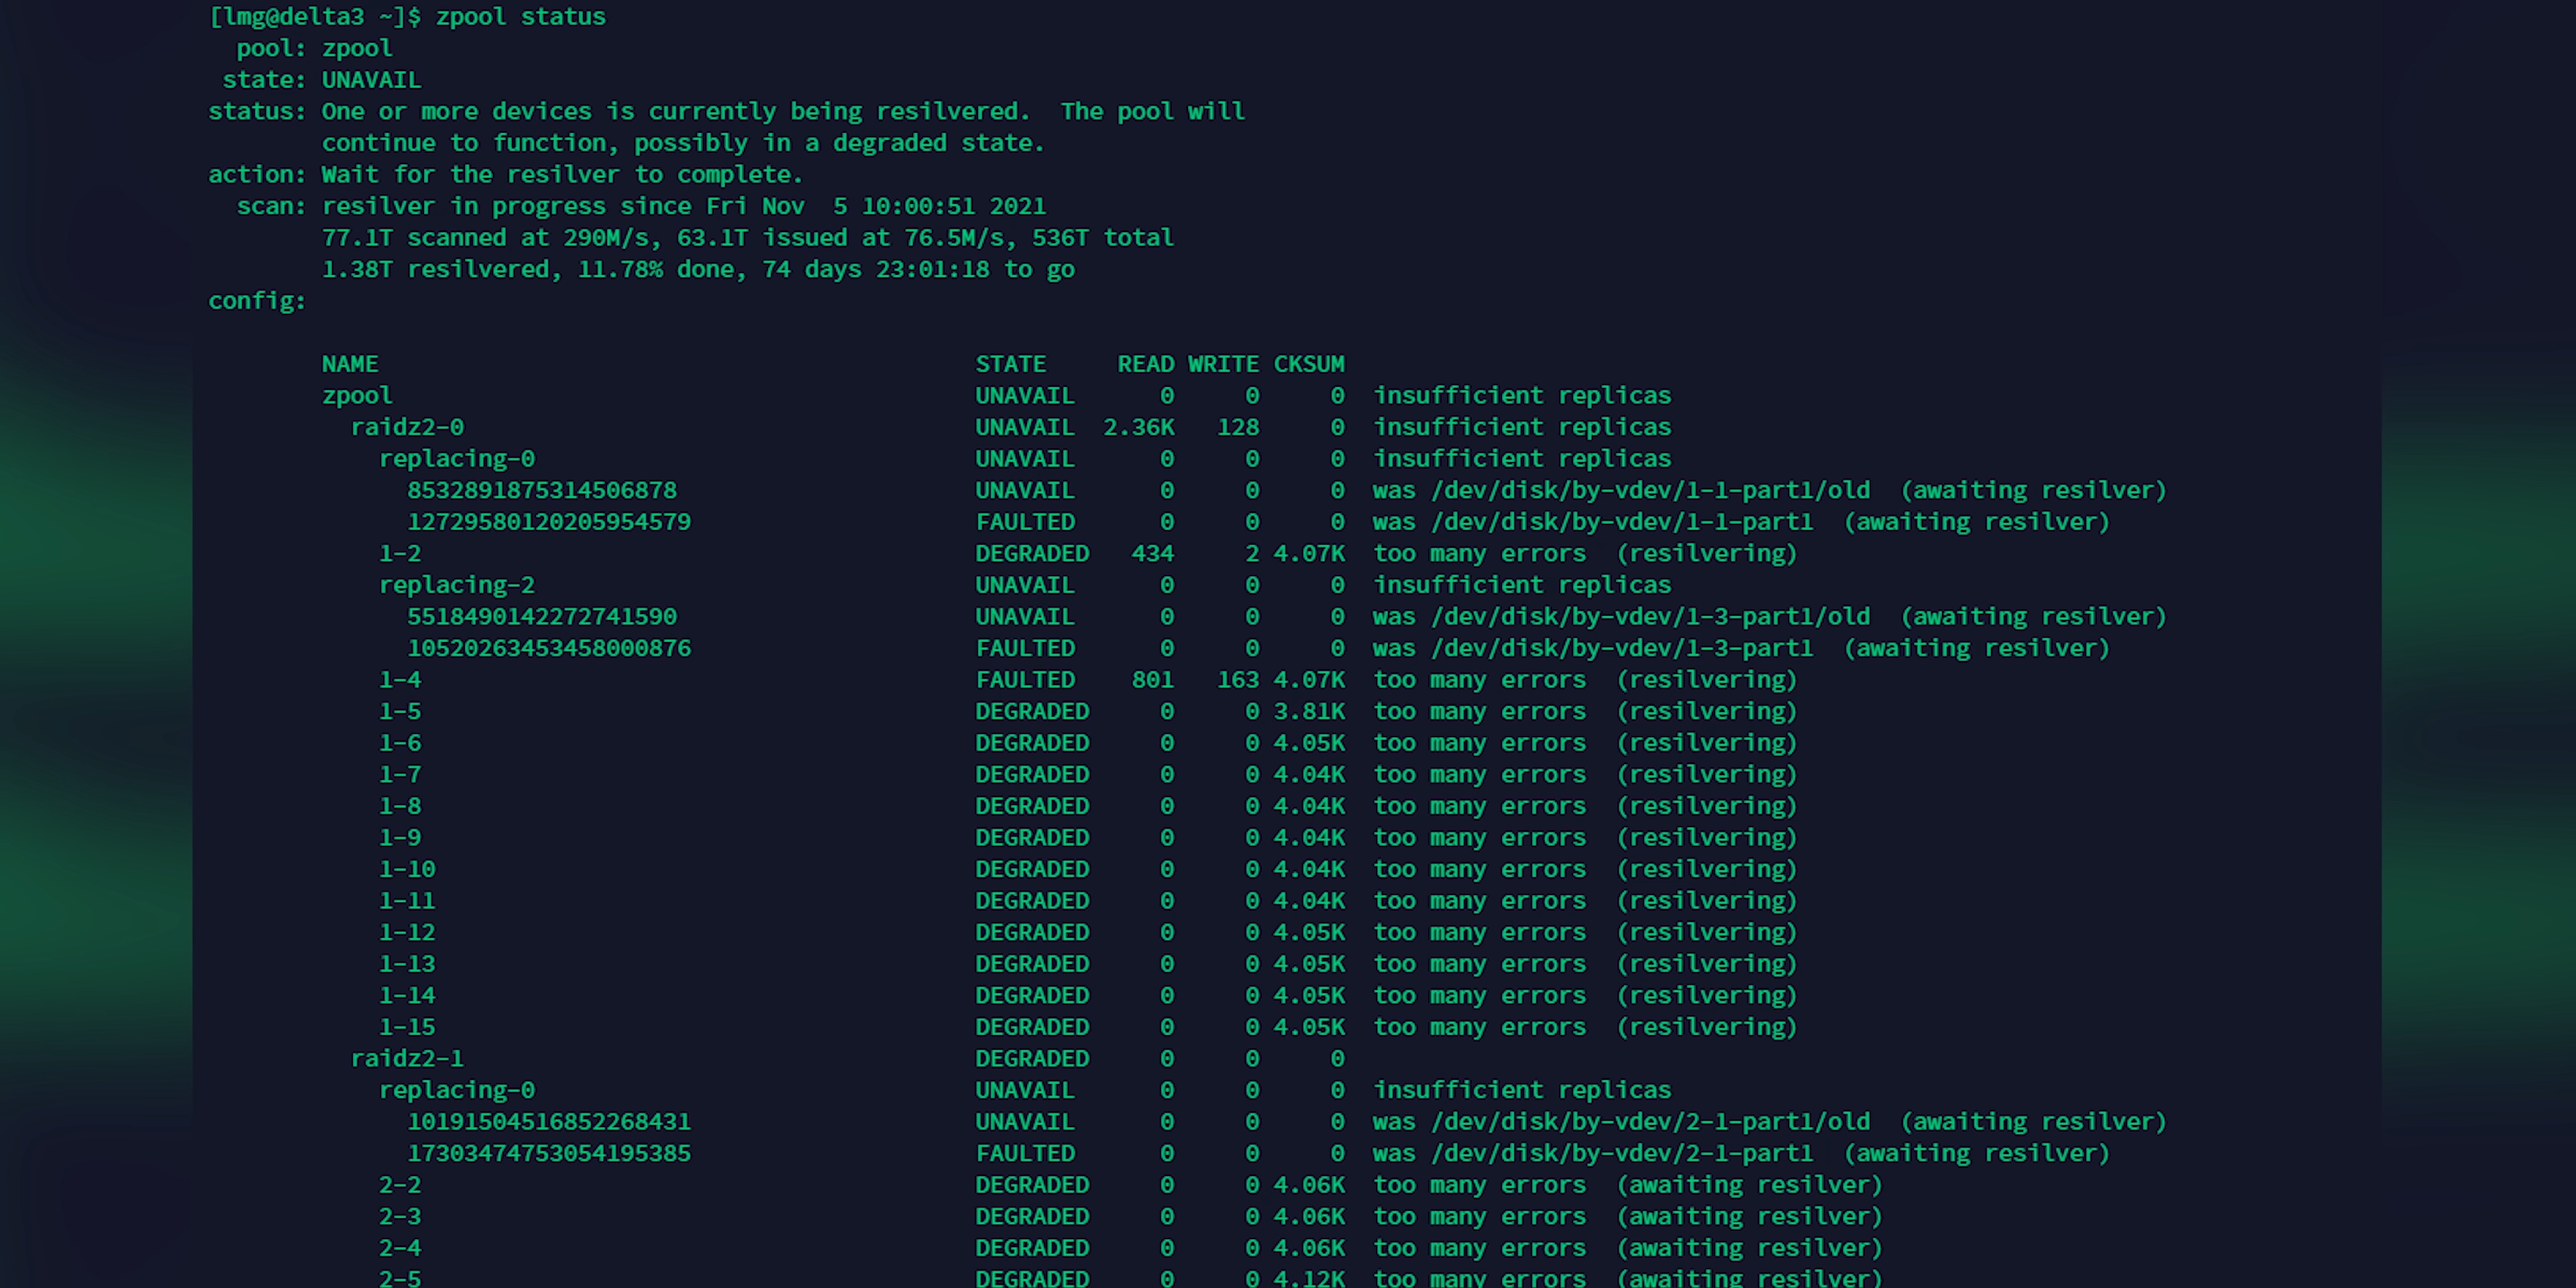 [lmg@delta3 ~]$ zpool status
  pool: zpool
 state: UNAVAIL
status: One or more devices is currently being resilvered.  The pool will
        continue to function, possibly in a degraded state.
action: Wait for the resilver to complete.
  scan: resilver in progress since Fri Nov  5 10:00:51 2021
        77.1T scanned at 290M/s, 63.1T issued at 76.5M/s, 536T total
        1.38T resilvered, 11.78% done, 74 days 23:01:18 to go
config:

        NAME                                          STATE     READ WRITE CKSUM
        zpool                                         UNAVAIL      0     0     0  insufficient replicas
          raidz2-0                                    UNAVAIL  2.36K   128     0  insufficient replicas
            replacing-0                               UNAVAIL      0     0     0  insufficient replicas
              8532891875314506878                     UNAVAIL      0     0     0  was /dev/disk/by-vdev/1-1-part1/old  (awaiting resilver)
              12729580120205954579                    FAULTED      0     0     0  was /dev/disk/by-vdev/1-1-part1  (awaiting resilver)
            1-2                                       DEGRADED   434     2 4.07K  too many errors  (resilvering)
            replacing-2                               UNAVAIL      0     0     0  insufficient replicas
              5518490142272741590                     UNAVAIL      0     0     0  was /dev/disk/by-vdev/1-3-part1/old  (awaiting resilver)
              10520263453458000876                    FAULTED      0     0     0  was /dev/disk/by-vdev/1-3-part1  (awaiting resilver)
            1-4                                       FAULTED    801   163 4.07K  too many errors  (resilvering)
            1-5                                       DEGRADED     0     0 3.81K  too many errors  (resilvering)
            1-6                                       DEGRADED     0     0 4.05K  too many errors  (resilvering)
            1-7                                       DEGRADED     0     0 4.04K  too many errors  (resilvering)
            1-8                                       DEGRADED     0     0 4.04K  too many errors  (resilvering)
            1-9                                       DEGRADED     0     0 4.04K  too many errors  (resilvering)
            1-10                                      DEGRADED     0     0 4.04K  too many errors  (resilvering)
            1-11                                      DEGRADED     0     0 4.04K  too many errors  (resilvering)
            1-12                                      DEGRADED     0     0 4.05K  too many errors  (resilvering)
            1-13                                      DEGRADED     0     0 4.05K  too many errors  (resilvering)
            1-14                                      DEGRADED     0     0 4.05K  too many errors  (resilvering)
            1-15                                      DEGRADED     0     0 4.05K  too many errors  (resilvering)
          raidz2-1                                    DEGRADED     0     0     0
            replacing-0                               UNAVAIL      0     0     0  insufficient replicas
              10191504516852268431                    UNAVAIL      0     0     0  was /dev/disk/by-vdev/2-1-part1/old  (awaiting resilver)
              17303474753054195385                    FAULTED      0     0     0  was /dev/disk/by-vdev/2-1-part1  (awaiting resilver)
            2-2                                       DEGRADED     0     0 4.06K  too many errors  (awaiting resilver)
            2-3                                       DEGRADED     0     0 4.06K  too many errors  (awaiting resilver)
            2-4                                       DEGRADED     0     0 4.06K  too many errors  (awaiting resilver)
            2-5                                       DEGRADED     0     0 4.12K  too many errors  (awaiting resilver)